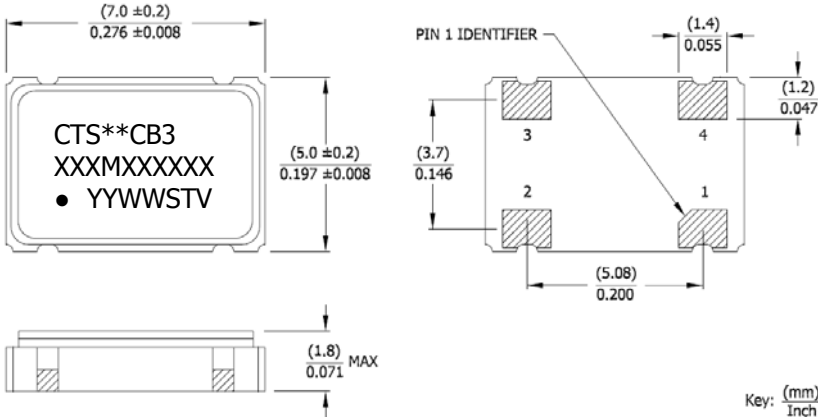 (7.0 ±0.2)
0.276 ±0.008
CTS**CB3
XXXMXXXXXX
● YYWWSTV
(5.0 ±0.2)
0.197 ±0.008
(1.8)
0.071 MAX
PIN 1 IDENTIFIER
(1.4)
0.055
(1.2)
0.047
3 4
(3.7)
0.146
2 1
(5.08)
0.200
Key: (mm)
Inch